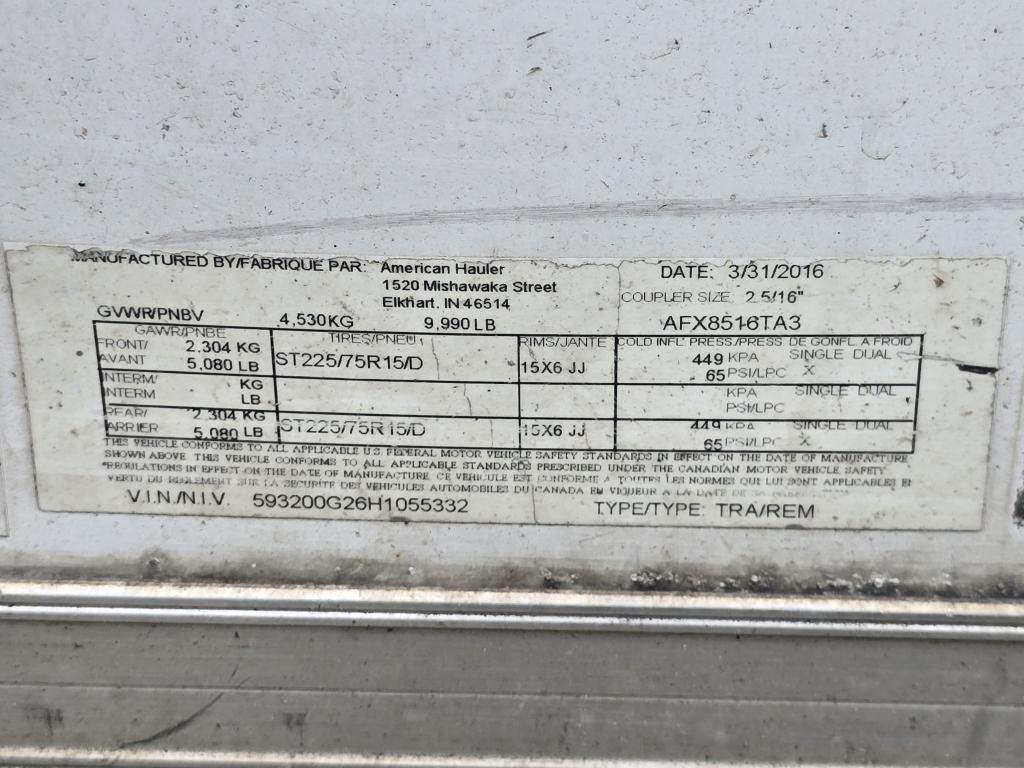 MANUFACTURED BY/FABRIQUE PAR: American Hauler DATE: 3/31/2016
1520 Mishawaka Street COUPLER SIZE: 2 5/16"
Elkhart, IN 46514
GVWR/PNBV 4,530KG 9,990 LB AFX8516TA3
GAWR/PNBE TIRES/PNEU RIMS/JANTE COLD INFL. PRESS./PRESS DE GONFL A FROID
FRONT/ 2,304 KG ST225/75R15/D 15X6 JJ 449 KPA SINGLE DUAL
AVANT 5,080 LB 65 PSI/LPC X
INTERM/ KG KPA SINGLE DUAL
INTERM LB PSI/LPC
REAR/ 2,304 KG ST225/75R15/D 15X6 JJ 449 KPA SINGLE DUAL
ARRIER 5,080 LB 65 PSI/LPC X
THIS VEHICLE CONFORMS TO ALL APPLICABLE U.S. FEDERAL MOTOR VEHICLE SAFETY STANDARDS IN EFFECT ON THE DATE OF MANUFACTURE
SHOWN ABOVE THIS VEHICLE CONFORMS TO ALL APPLICABLE STANDARDS PRESCRIBED UNDER THE CANADIAN MOTOR VEHICLE SAFETY
REGULATIONS IN EFFECT ON THE DATE OF MANUFACTURE CE VEHICULE EST CONFORME A TOUTES LES NORMES QUI LUI SONT APPLICABLES EN
VERTU DU REGLEMENT SUR LA SECURITE DES VEHICULES AUTOMOBILES DU CANADA EN VIGUEUR A LA DATE DE SA
V.I.N./N.I.V. 593200G26H1055332 TYPE/TYPE: TRA/REM